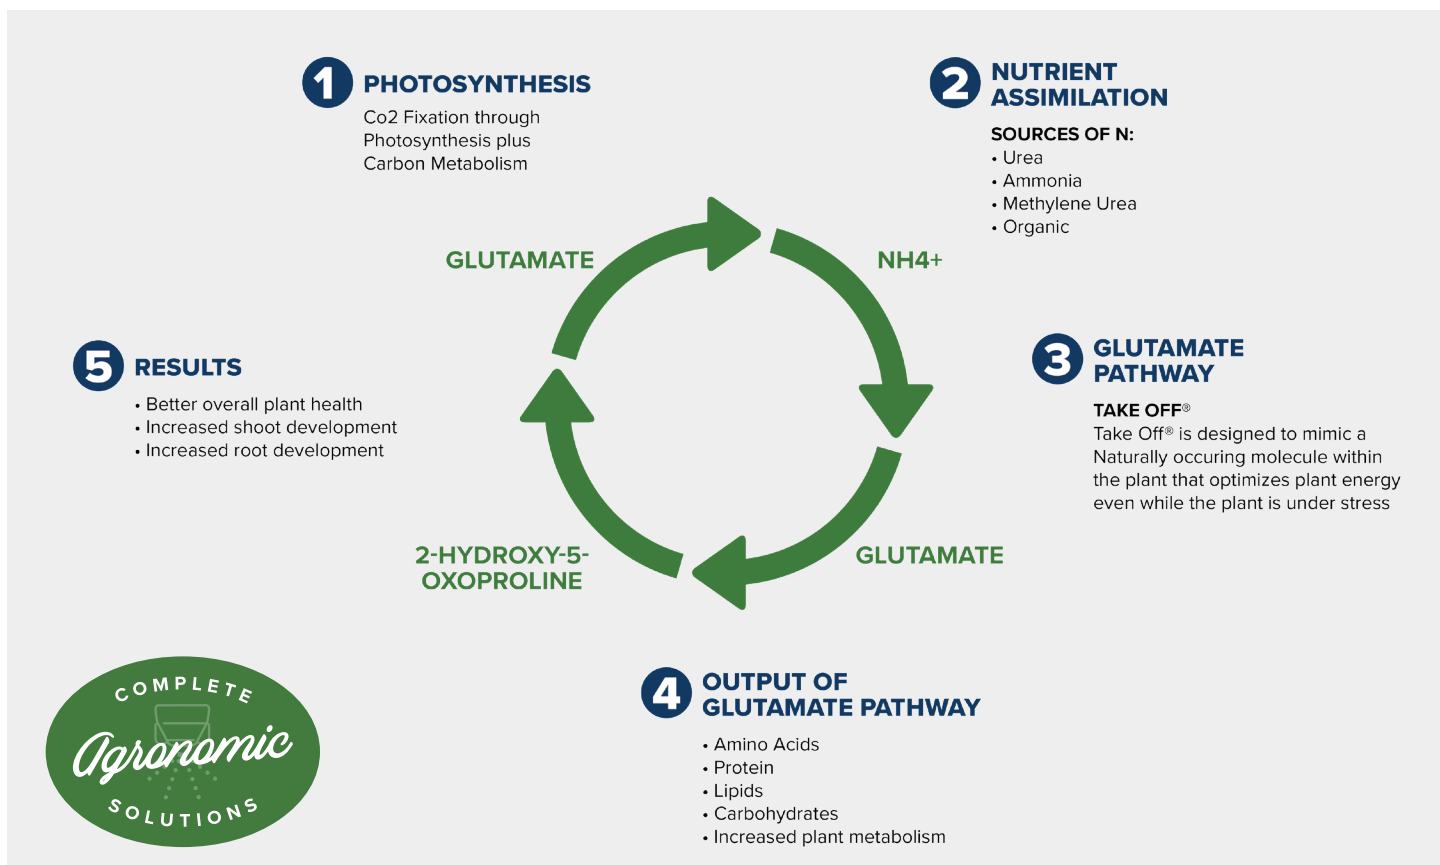 1 PHOTOSYNTHESIS
Co2 Fixation through
Photosynthesis plus
Carbon Metabolism
2 NUTRIENT
ASSIMILATION
SOURCES OF N:
• Urea
• Ammonia
• Methylene Urea
• Organic
GLUTAMATE
NH4+
3 GLUTAMATE
PATHWAY
TAKE OFF®
Take Off® is designed to mimic a
Naturally occuring molecule within
the plant that optimizes plant energy
even while the plant is under stress
5 RESULTS
• Better overall plant health
• Increased shoot development
• Increased root development
2-HYDROXY-5-
OXOPROLINE
GLUTAMATE
4 OUTPUT OF
GLUTAMATE PATHWAY
• Amino Acids
• Protein
• Lipids
• Carbohydrates
• Increased plant metabolism
COMPLETE
Agronomic
SOLUTIONS